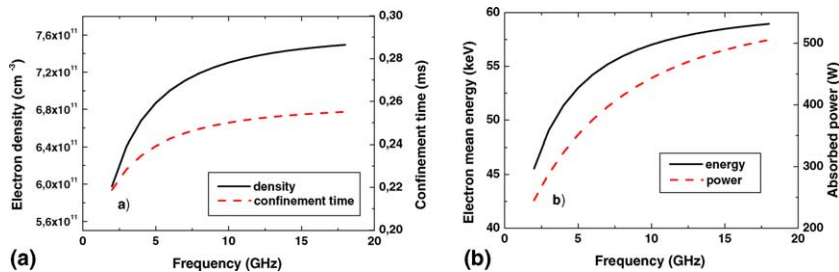 7,6x10¹¹
7,2x10¹¹
6,8x10¹¹
6,4x10¹¹
6,0x10¹¹
5,6x10¹¹
Electron density (cm⁻³)
0 5 10 15 20
Frequency (GHz)
0,30
0,28
0,26
0,24
0,22
0,20
Confinement time (ms)
a)
density
confinement time
(a)
60
55
50
45
40
Electron mean energy (keV)
0 5 10 15 20
Frequency (GHz)
500
400
300
200
Absorbed power (W)
b)
energy
power
(b)